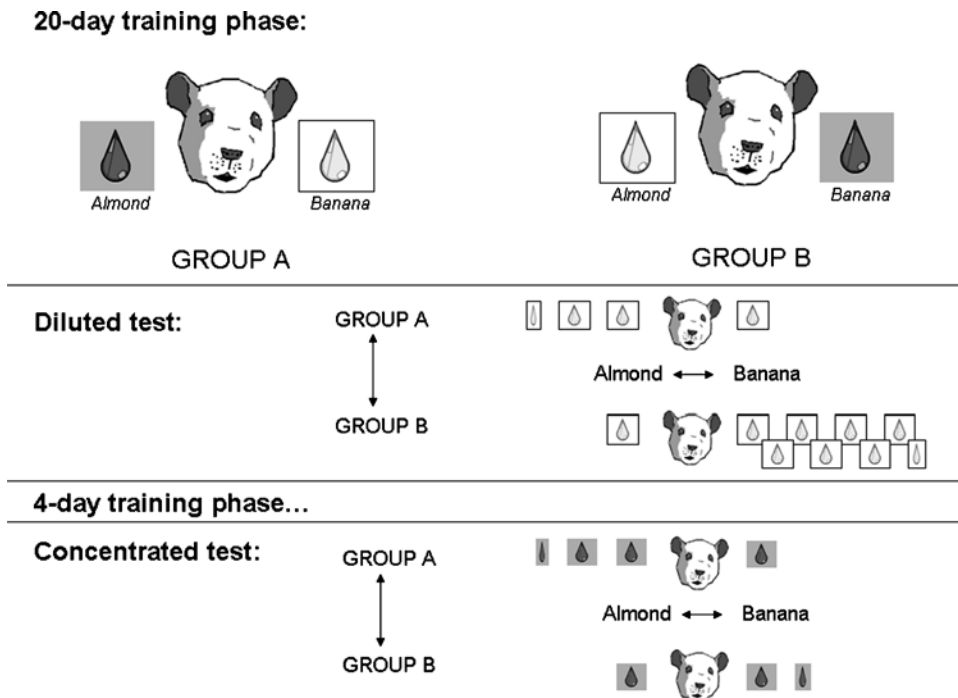 20-day training phase:
Almond
Banana
Almond
Banana
GROUP A
GROUP B
Diluted test:
GROUP A
Almond
Banana
GROUP B
4-day training phase...
Concentrated test:
GROUP A
Almond
Banana
GROUP B